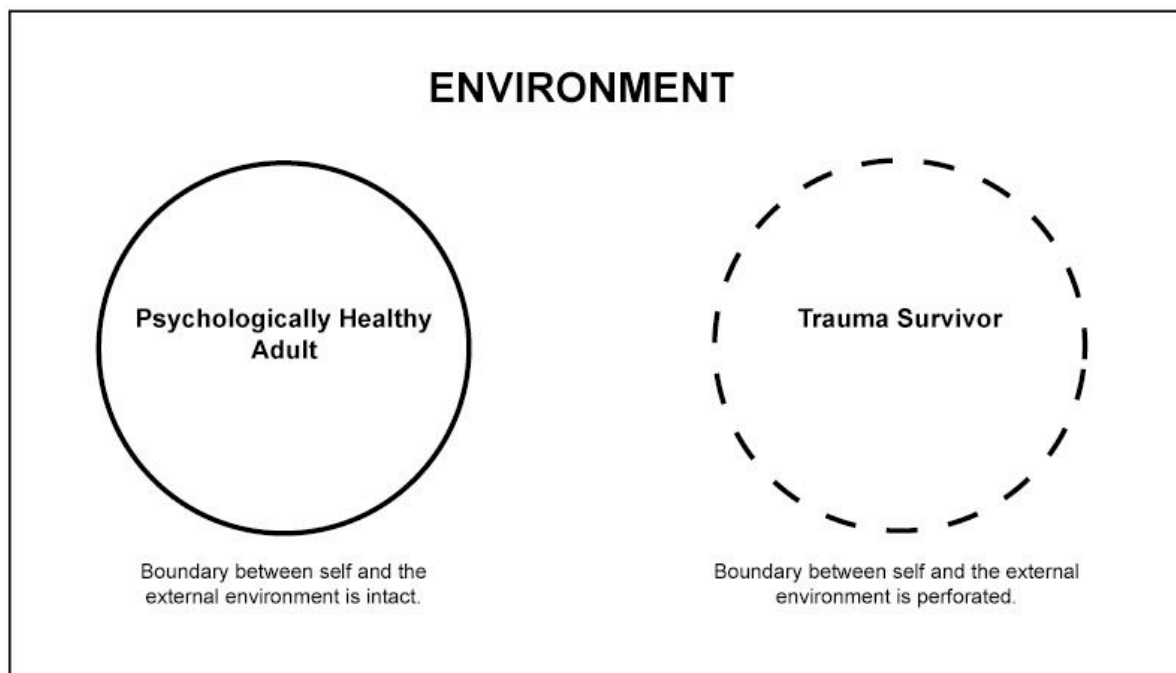 ENVIRONMENT
Psychologically Healthy
Adult
Trauma Survivor
Boundary between self and the
external environment is intact.
Boundary between self and the external
environment is perforated.